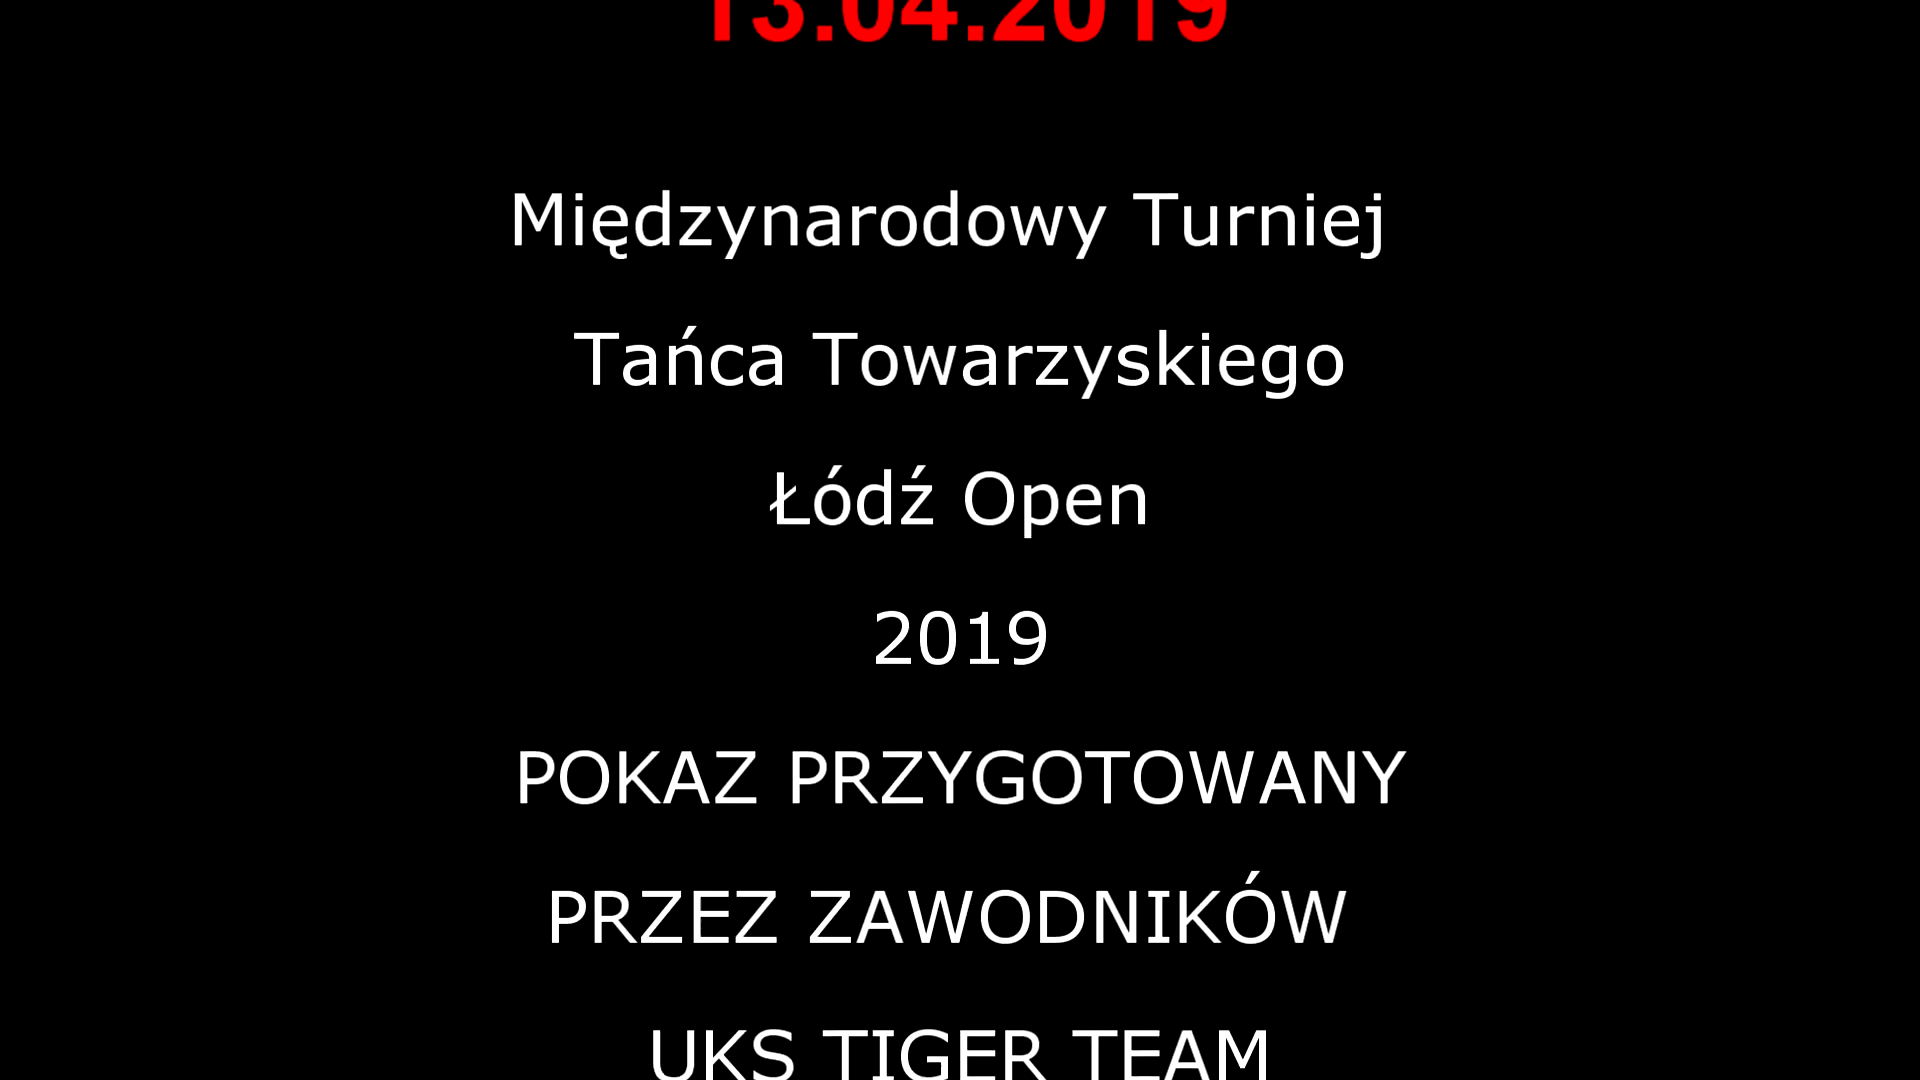 13.04.2019
Międzynarodowy Turniej
Tańca Towarzyskiego
Łódź Open
2019
POKAZ PRZYGOTOWANY
PRZEZ ZAWODNIKÓW
UKS TIGER TEAM